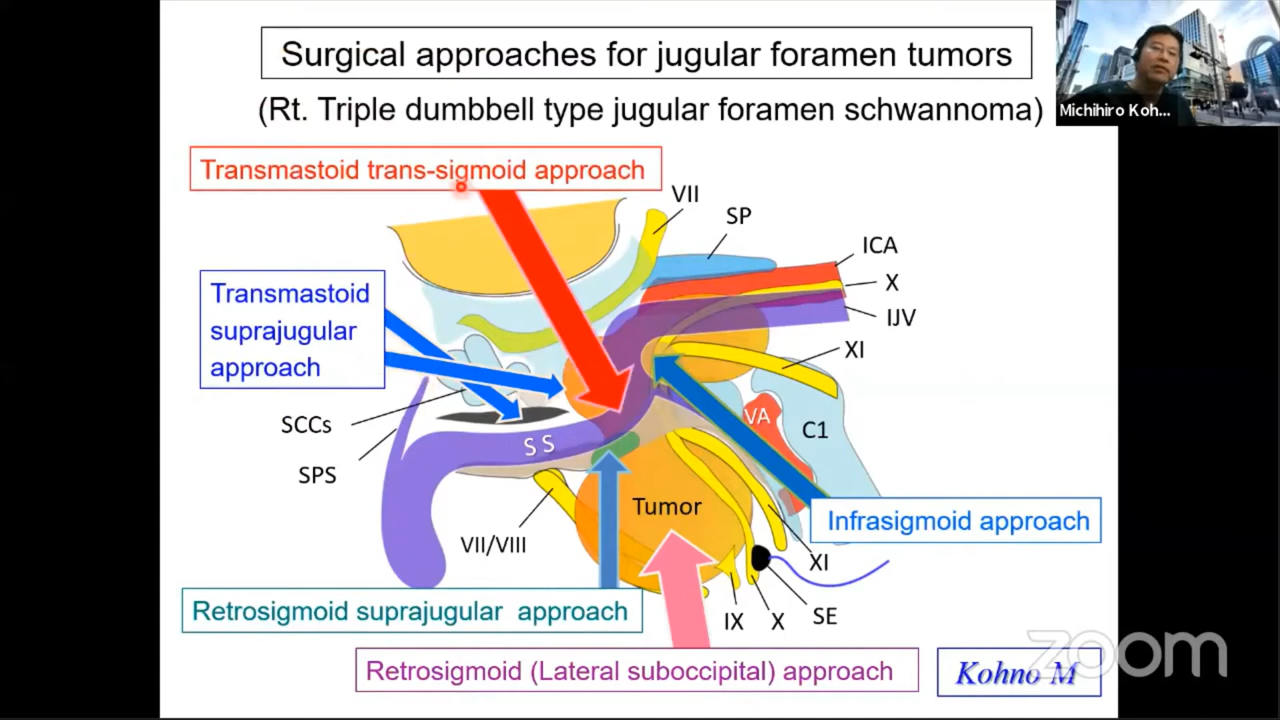 Surgical approaches for jugular foramen tumors
(Rt. Triple dumbbell type jugular foramen schwannoma)
Michihiro Koh...
Transmastoid trans-sigmoid approach
VII
SP
ICA
X
IJV
XI
Transmastoid
suprajugular
approach
SCCs
SPS
S S
VA
C1
Tumor
Infrasigmoid approach
VII/VIII
XI
IX
X
SE
Retrosigmoid suprajugular approach
Retrosigmoid (Lateral suboccipital) approach
Kohno M
zoom